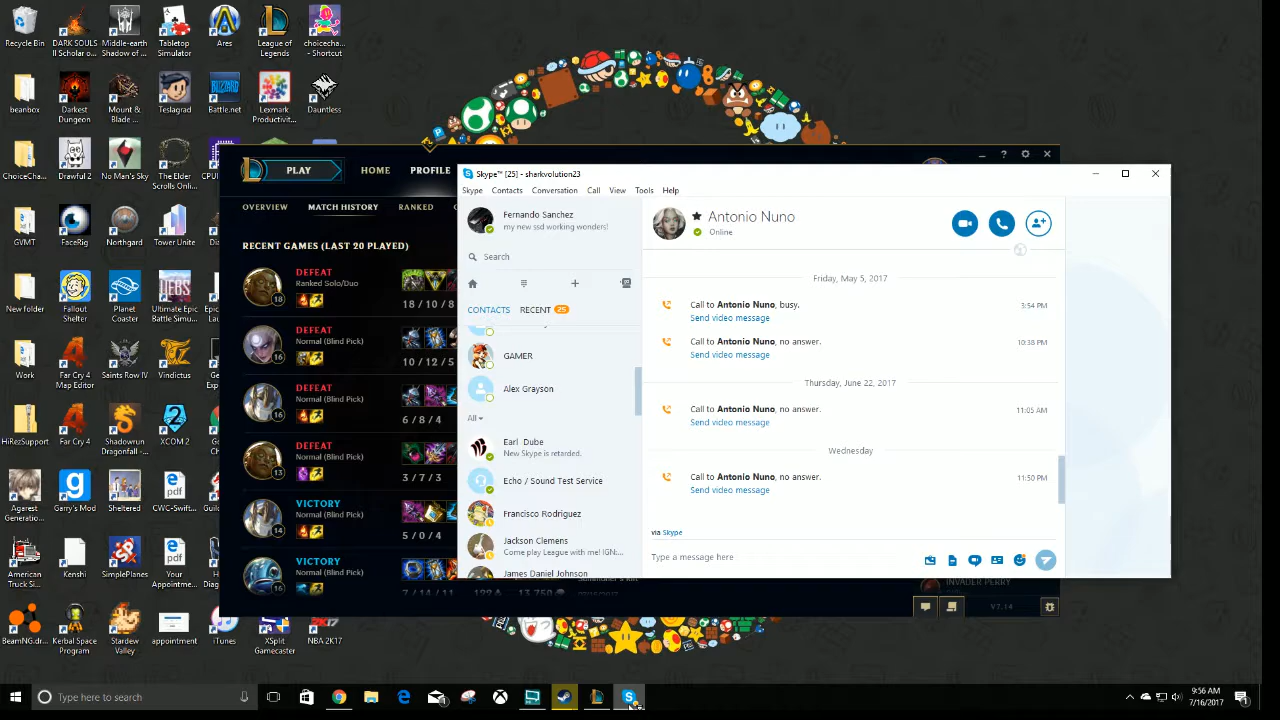 Recycle Bin
DARK SOULS II Scholar o...
Middle-earth Shadow of ...
Tabletop Simulator
Ares
League of Legends
choicecha... - Shortcut
beanbox
Darkest Dungeon
Mount & Blade ...
Teslagrad
Battle.net
Lexmark Productivit...
Dauntless
ChoiceCha...
Drawful 2
No Man's Sky
The Elder Scrolls Onlin...
GVMT
FaceRig
Northgard
Tower Unite
Diagnosti...
New folder
Fallout Shelter
Planet Coaster
Ultimate Epic Battle Simu...
Work
Far Cry 4 Map Editor
Saints Row IV
Vindictus
HiRezSupport
Far Cry 4
Shadowrun Dragonfall - ...
XCOM 2
Agarest Generation...
Garry's Mod
Sheltered
CWC-Swift...
American Truck Si...
Kenshi
SimplePlanes
Your Appointme...
BeamNG.dr...
Kerbal Space Program
Stardew Valley
appointment
iTunes
XSplit Gamecaster
NBA 2K17
PLAY
HOME
PROFILE
OVERVIEW
MATCH HISTORY
RANKED
RECENT GAMES (LAST 20 PLAYED)
DEFEAT
Ranked Solo/Duo
18
18 / 10 / 8
DEFEAT
Normal (Blind Pick)
16
10 / 12 / 5
DEFEAT
Normal (Blind Pick)
16
6 / 8 / 4
DEFEAT
Normal (Blind Pick)
13
3 / 7 / 3
VICTORY
Normal (Blind Pick)
14
5 / 0 / 4
VICTORY
Normal (Blind Pick)
16
7 / 14 / 11
13,750
INVADER PERRY
V7.14
Skype™ [25] - sharkvolution23
Skype Contacts Conversation Call View Tools Help
Fernando Sanchez
my new ssd working wonders!
Search
CONTACTS
RECENT 25
GAMER
Alex Grayson
All
Earl Dube
New Skype is retarded.
Echo / Sound Test Service
Francisco Rodriguez
Jackson Clemens
Come play League with me! IGN:...
James Daniel Johnson
Antonio Nuno
Online
Friday, May 5, 2017
Call to Antonio Nuno, busy.
3:54 PM
Send video message
Call to Antonio Nuno, no answer.
10:38 PM
Send video message
Thursday, June 22, 2017
Call to Antonio Nuno, no answer.
11:05 AM
Send video message
Wednesday
Call to Antonio Nuno, no answer.
11:50 PM
Send video message
via Skype
Type a message here
Type here to search
9:56 AM
7/16/2017